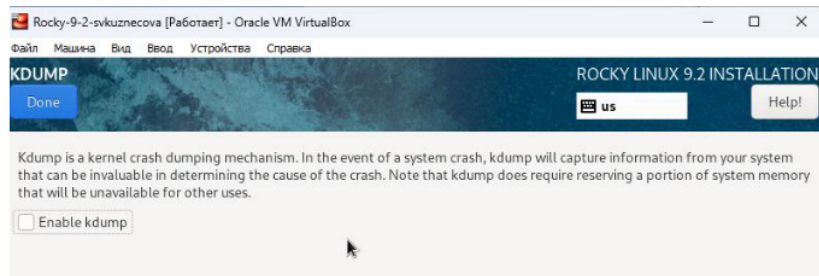 Rocky-9-2-svkuznecova [Работает] - Oracle VM VirtualBox
Файл Машина Вид Ввод Устройства Справка
KDUMP
ROCKY LINUX 9.2 INSTALLATION
Done
us
Help!
Kdump is a kernel crash dumping mechanism. In the event of a system crash, kdump will capture information from your system
that can be invaluable in determining the cause of the crash. Note that kdump does require reserving a portion of system memory
that will be unavailable for other uses.
Enable kdump